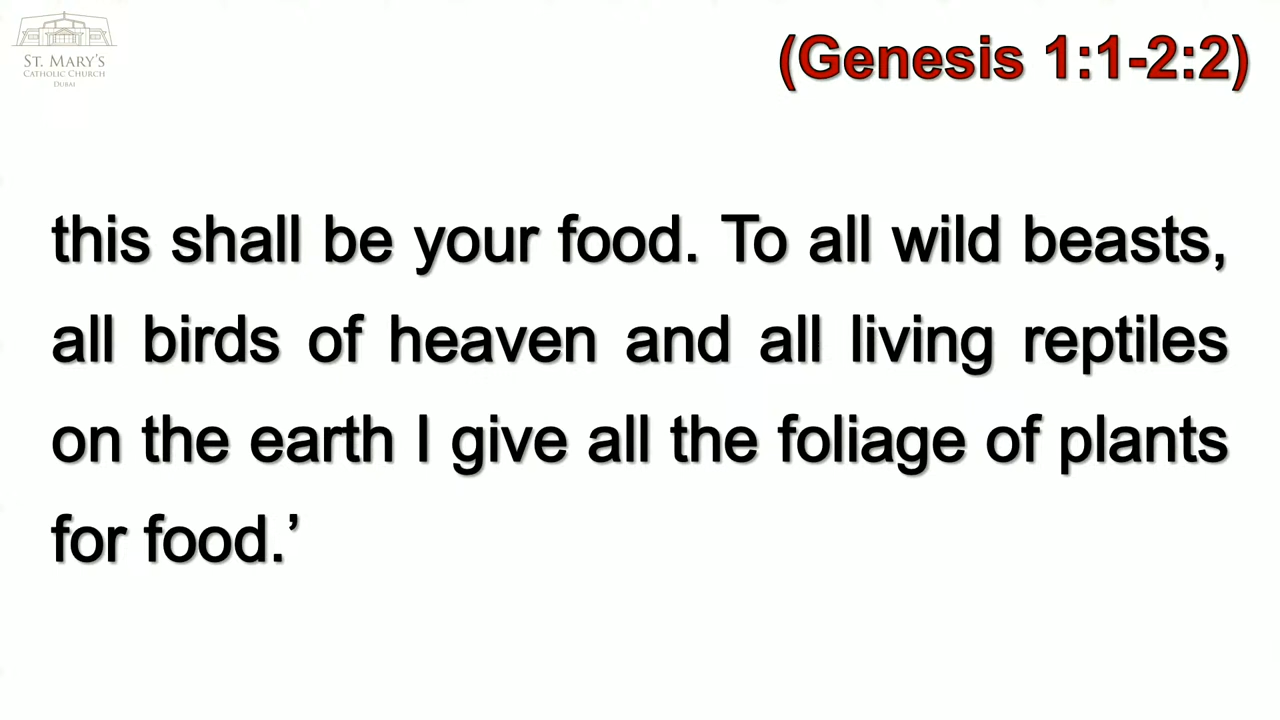 ST. MARY'S
CATHOLIC CHURCH
DUBAI
(Genesis 1:1-2:2)
this shall be your food. To all wild beasts,
all birds of heaven and all living reptiles
on the earth I give all the foliage of plants
for food.’